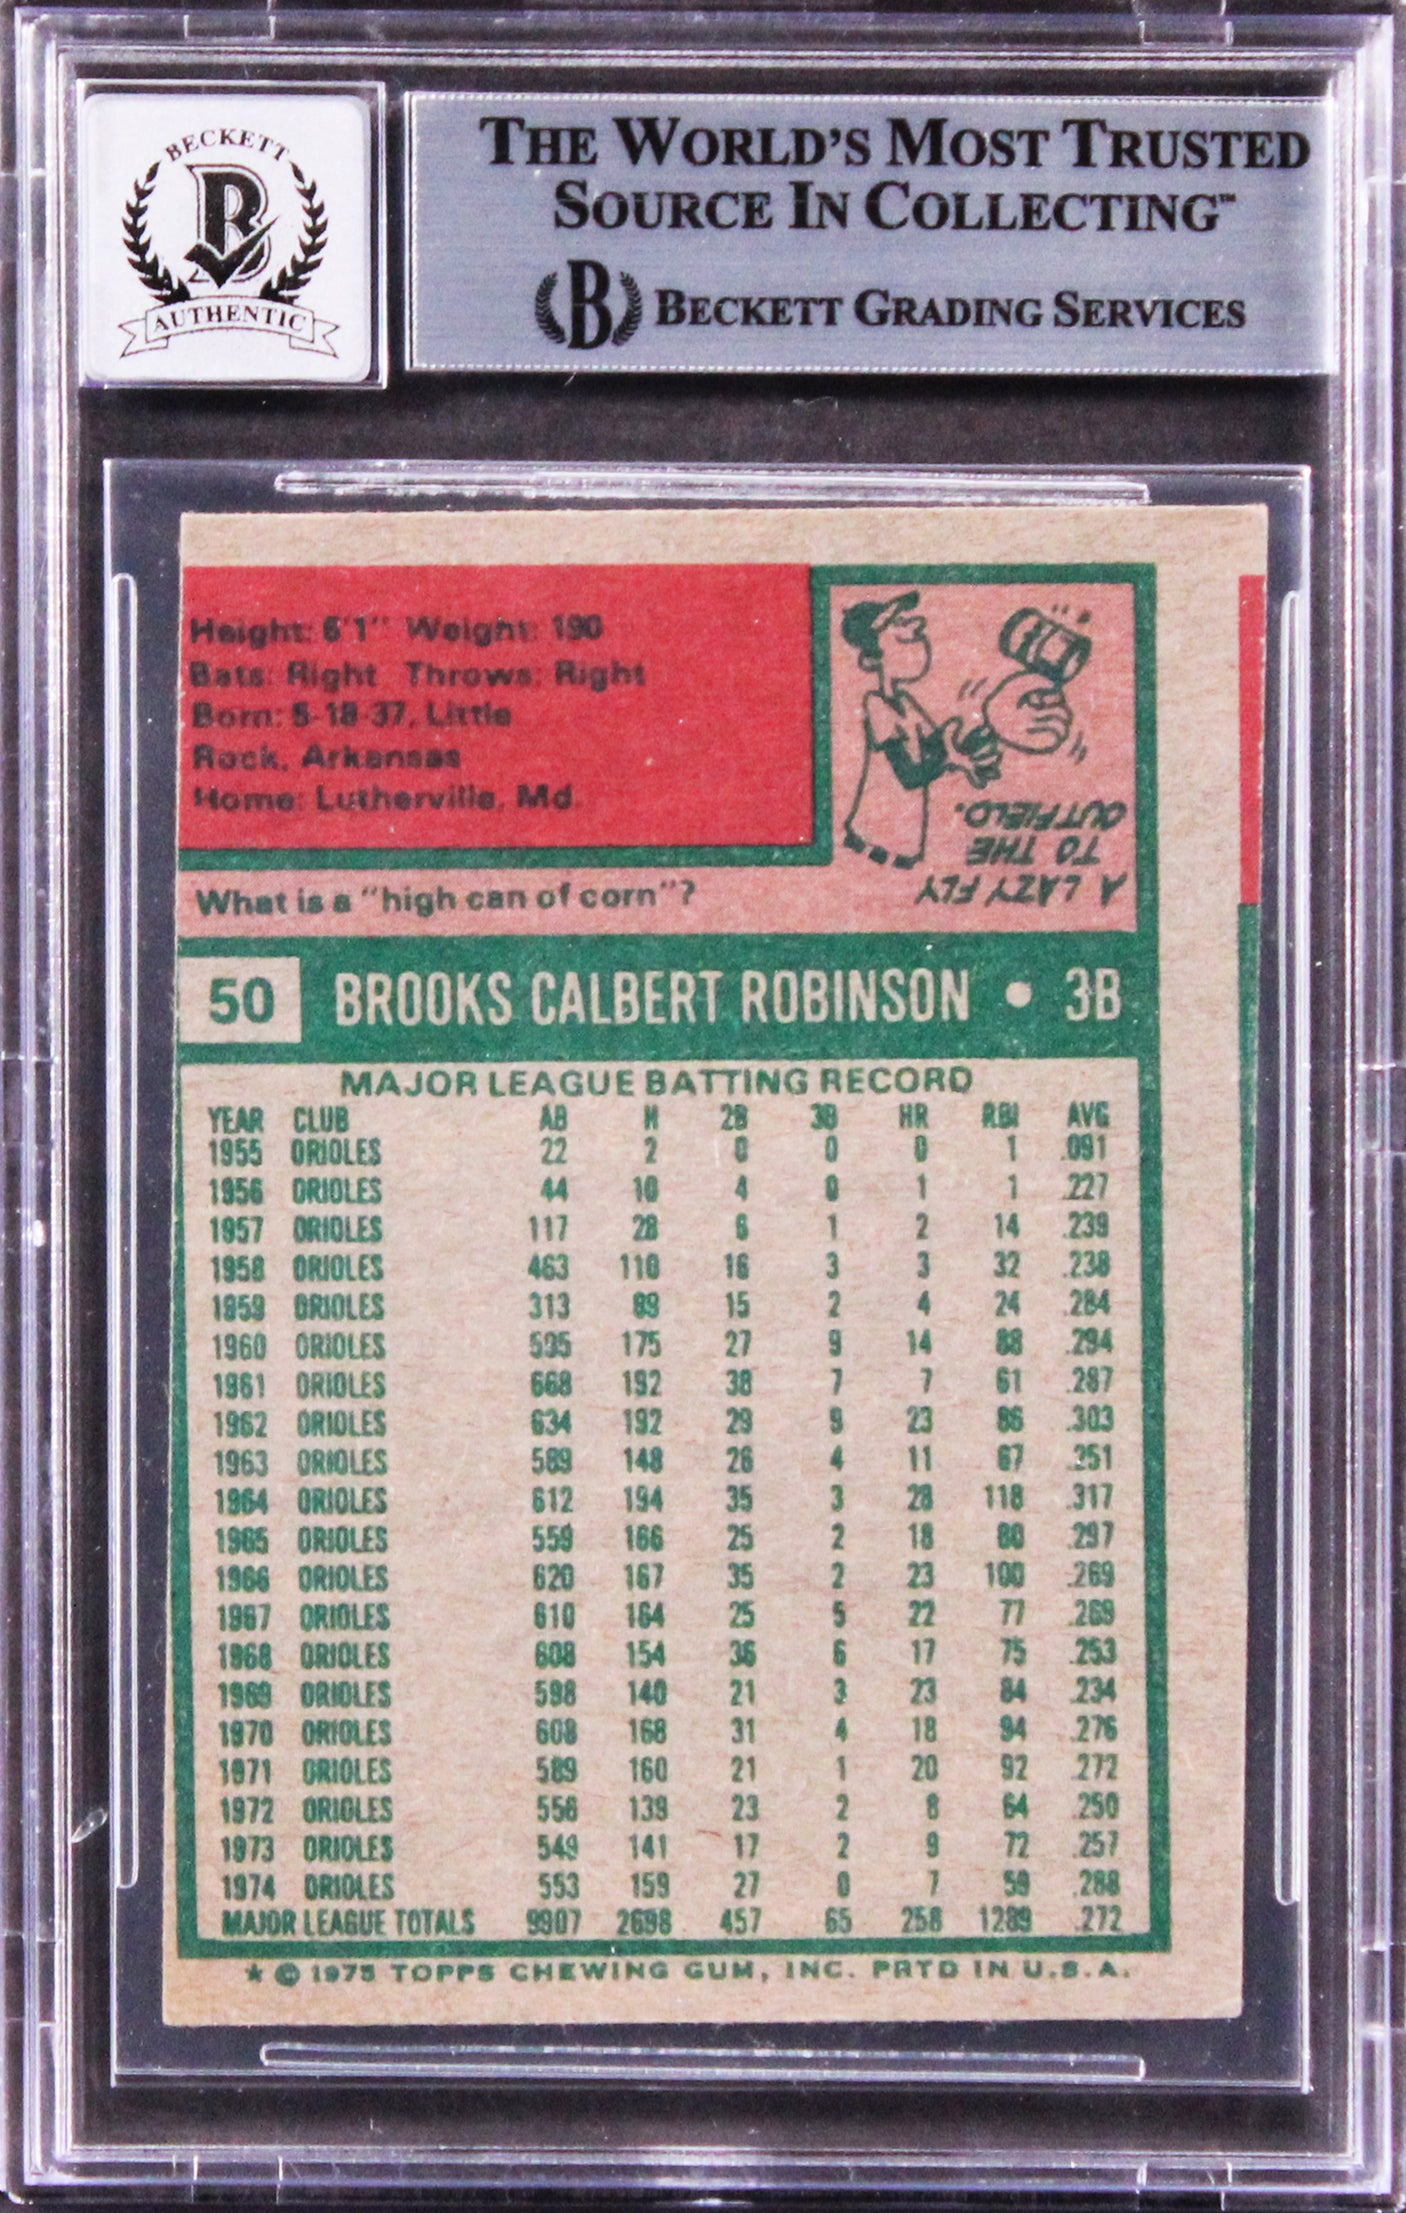 BECKETT
AUTHENTIC
THE WORLD'S MOST TRUSTED
SOURCE IN COLLECTING™
BECKETT GRADING SERVICES
Height: 6'1" Weight: 190
Bats: Right Throws: Right
Born: 5-18-37, Little
Rock, Arkansas
Home: Lutherville, Md.
A LAZY FLY
TO THE
OUTFIELD.
What is a "high can of corn"?
50 BROOKS CALBERT ROBINSON • 3B
MAJOR LEAGUE BATTING RECORD
YEAR CLUB AB H 2B 3B HR RBI AVG
1955 ORIOLES 22 2 0 0 0 1 .091
1956 ORIOLES 44 10 4 0 1 1 .227
1957 ORIOLES 117 28 6 1 2 14 .239
1958 ORIOLES 463 110 16 3 3 32 .238
1959 ORIOLES 313 89 15 2 4 24 .284
1960 ORIOLES 595 175 27 9 14 88 .294
1961 ORIOLES 668 192 38 7 7 61 .287
1962 ORIOLES 634 192 29 9 23 86 .303
1963 ORIOLES 589 148 26 4 11 67 .251
1964 ORIOLES 612 194 35 3 28 118 .317
1965 ORIOLES 559 166 25 2 18 80 .297
1966 ORIOLES 620 167 35 2 23 100 .269
1967 ORIOLES 610 164 25 5 22 77 .269
1968 ORIOLES 608 154 36 6 17 75 .253
1969 ORIOLES 598 140 21 3 23 84 .234
1970 ORIOLES 608 168 31 4 18 94 .276
1971 ORIOLES 589 160 21 1 20 92 .272
1972 ORIOLES 556 139 23 2 8 64 .250
1973 ORIOLES 549 141 17 2 9 72 .257
1974 ORIOLES 553 159 27 0 7 59 .288
MAJOR LEAGUE TOTALS 9907 2698 457 65 258 1289 .272
★ © 1975 TOPPS CHEWING GUM, INC. PRTD IN U.S.A.